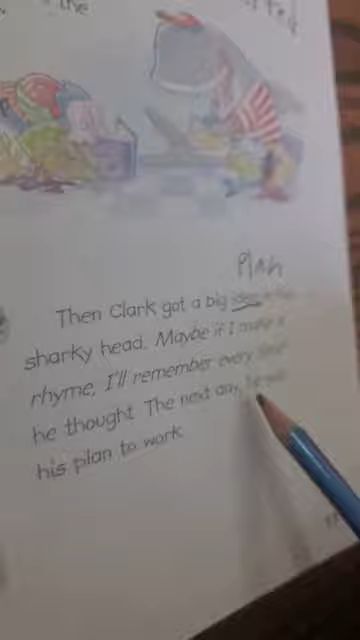 the
Plan
Then Clark got a big idea
sharky head. Maybe if I make a
rhyme, I'll remember every
he thought. The next day,
his plan to work.